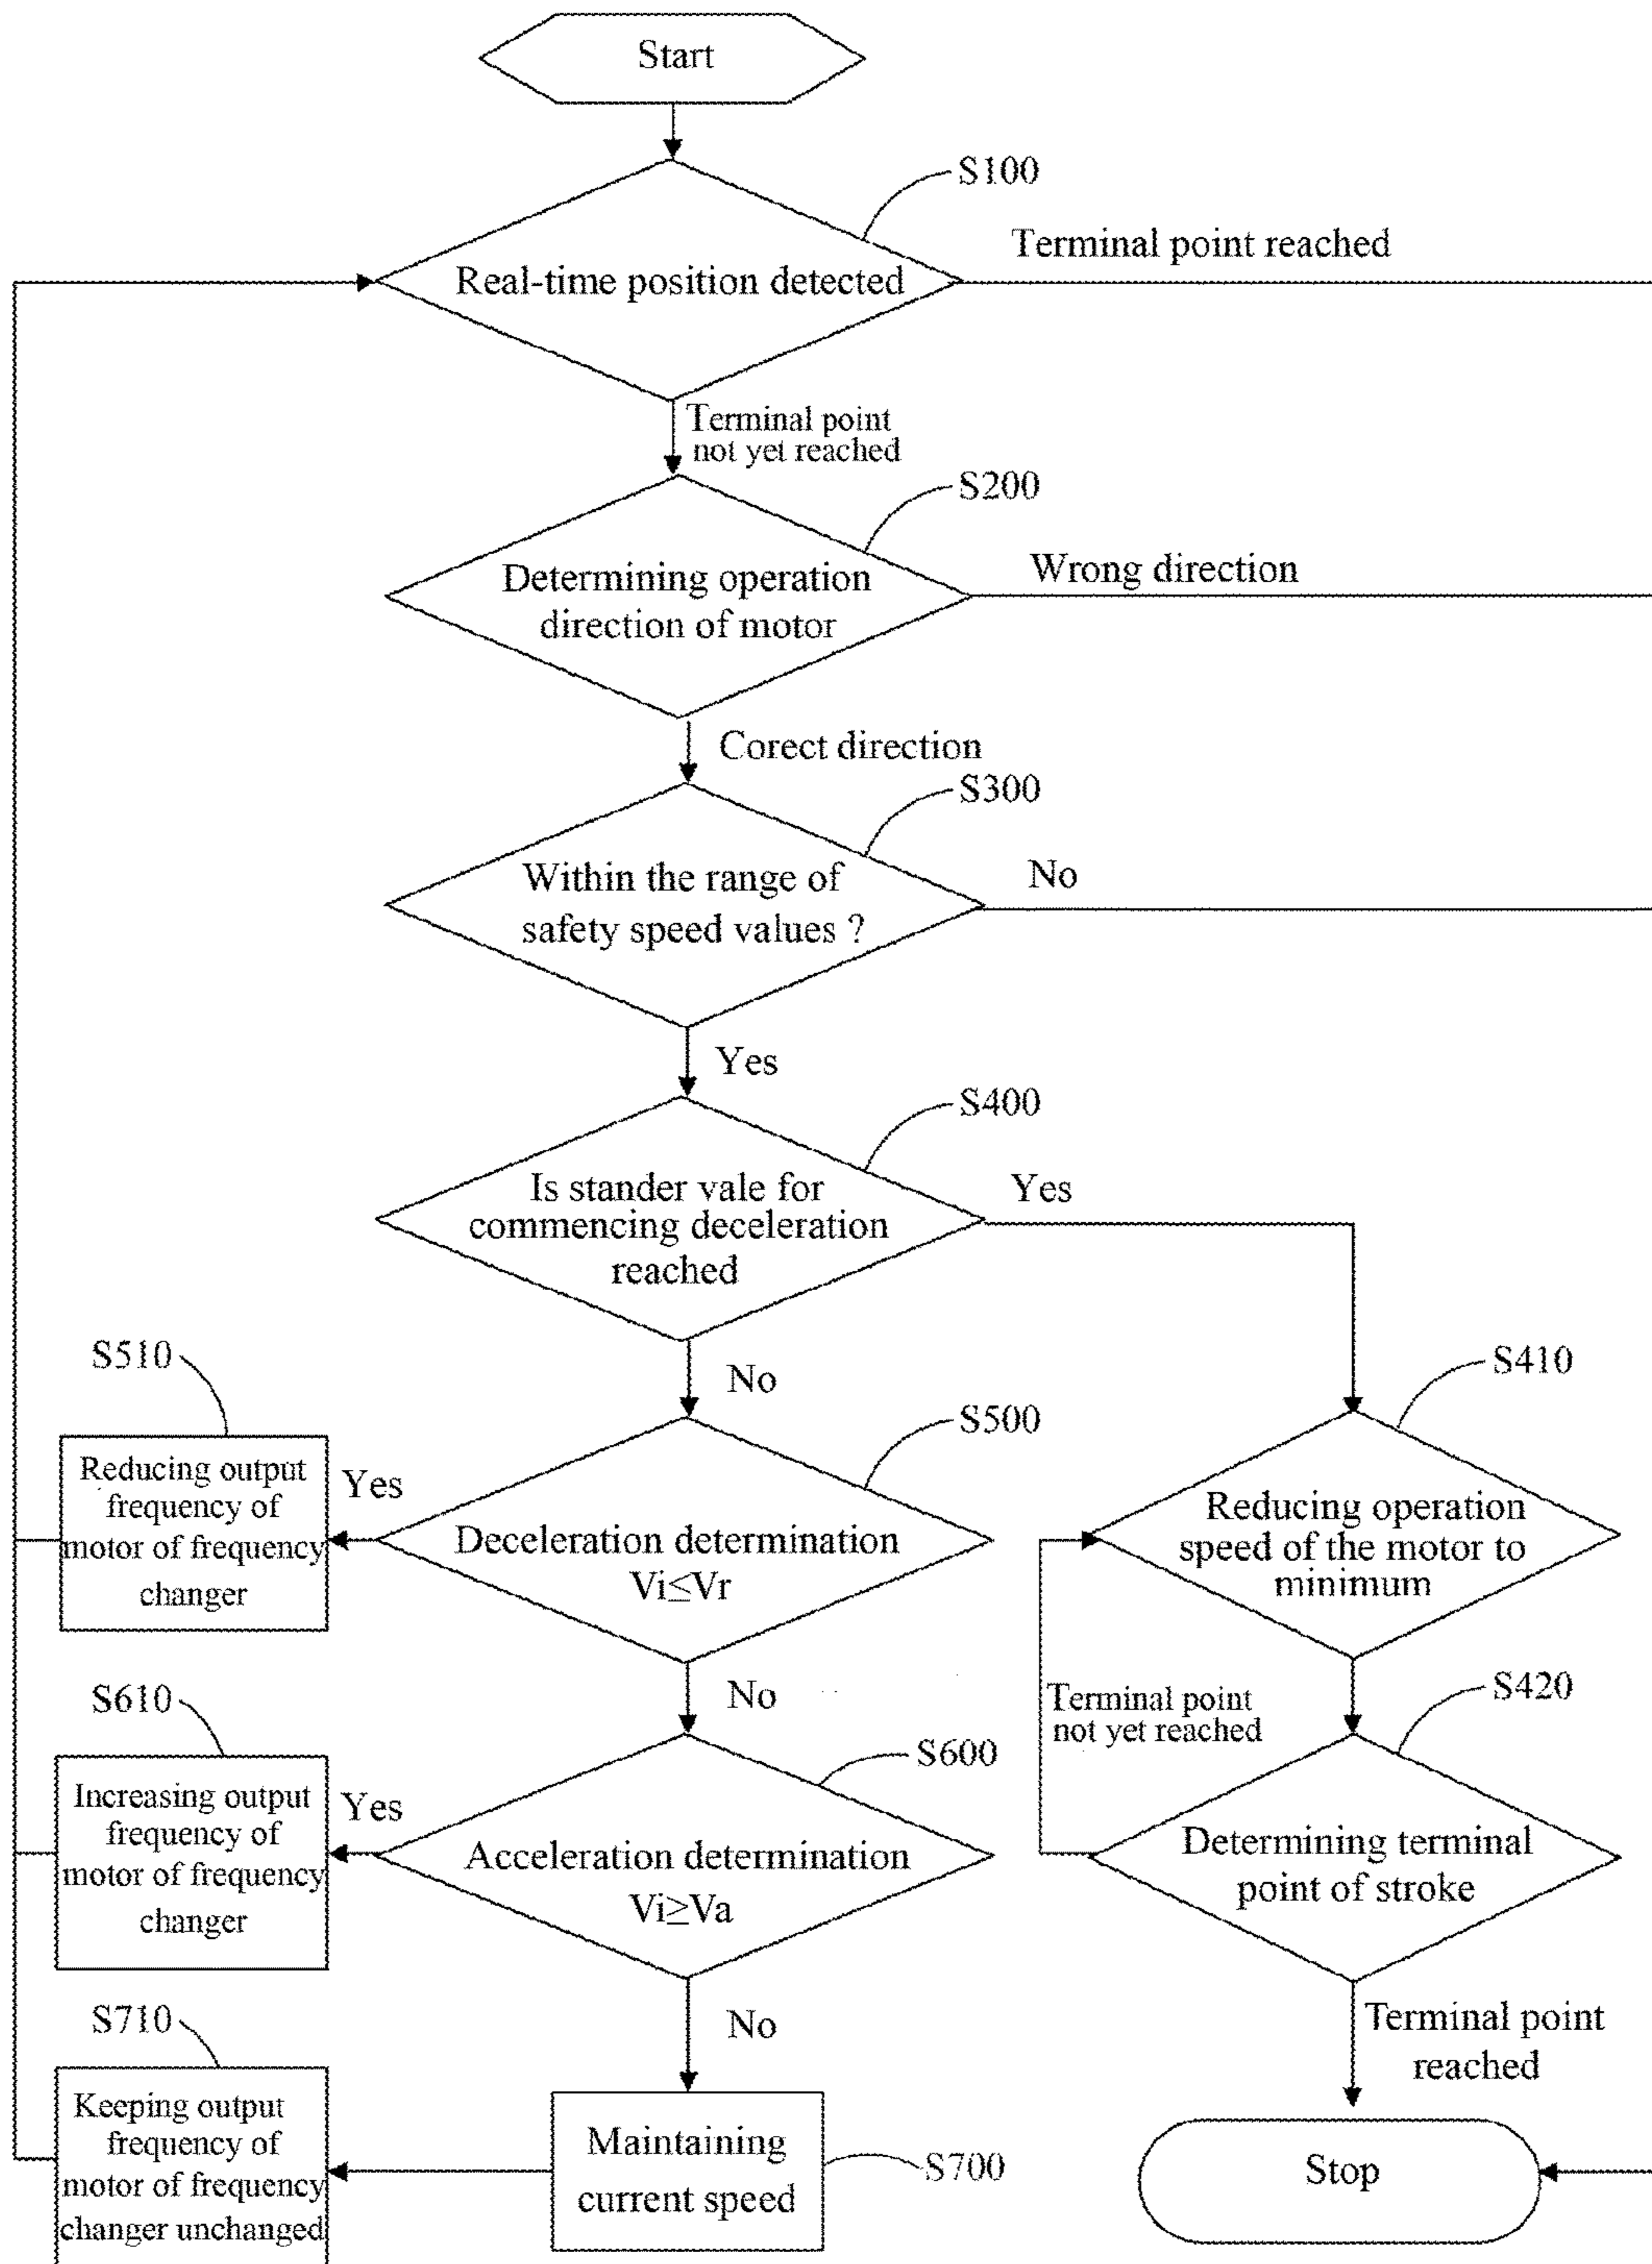 Start
S100
Terminal point reached
Real-time position detected
Terminal point
not yet reached
S200
Wrong direction
Determining operation
direction of motor
Corect direction
S300
No
Within the range of
safety speed values ?
Yes
S400
Yes
Is stander vale for
commencing deceleration
reached
No
S510
Reducing output
frequency of
motor of frequency
changer
Yes
S500
Deceleration determination
Vi≤Vr
No
S410
Reducing operation
speed of the motor to
minimum
Terminal point
not yet reached
S420
Determining terminal
point of stroke
S610
Increasing output
frequency of
motor of frequency
changer
Yes
S600
Acceleration determination
Vi≥Va
No
Terminal point
reached
S710
Keeping output
frequency of
motor of frequency
changer unchanged
Maintaining
current speed
S700
Stop